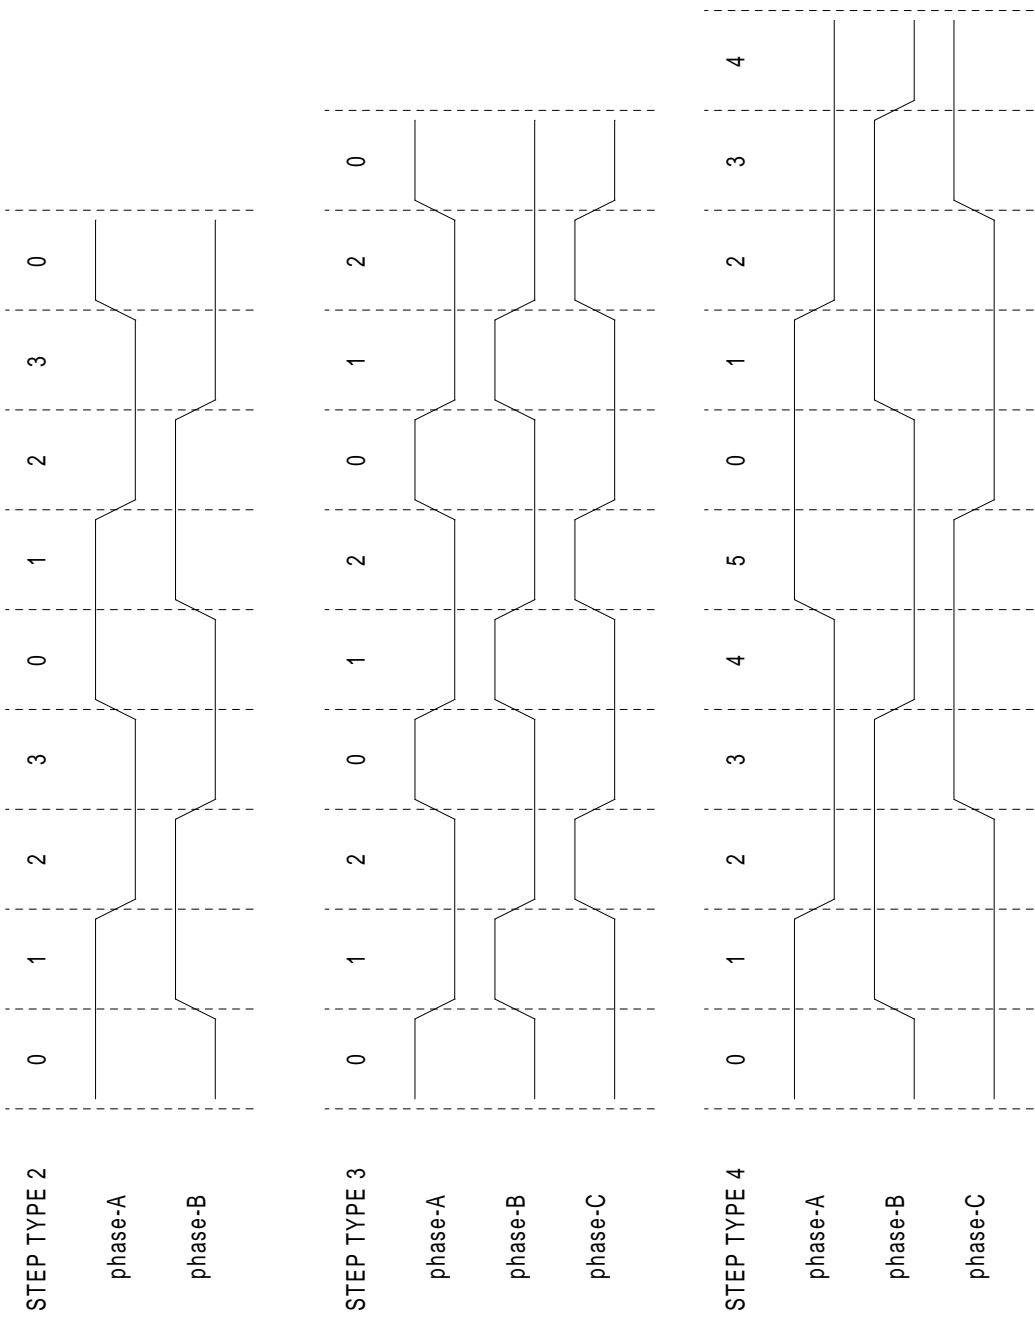 STEP TYPE 2 0 1 2 3 0 1 2 3 0
phase-A
phase-B
STEP TYPE 3 0 1 2 0 1 2 0 1 2 0
phase-A
phase-B
phase-C
STEP TYPE 4 0 1 2 3 4 5 0 1 2 3 4
phase-A
phase-B
phase-C